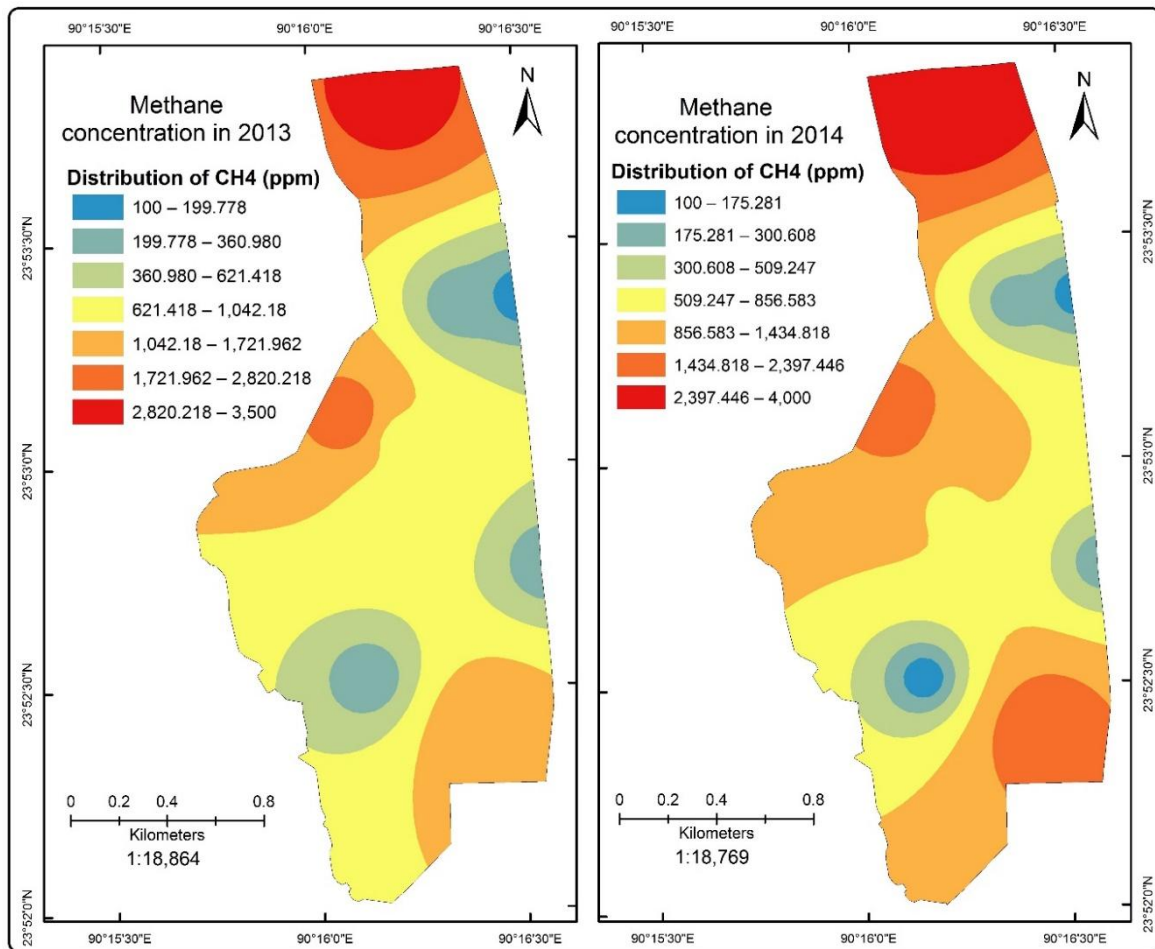 90°15'30"E 90°16'0"E 90°16'30"E
N
Methane
concentration in 2013
Distribution of CH4 (ppm)
100 – 199.778
199.778 – 360.980
360.980 – 621.418
621.418 – 1,042.18
1,042.18 – 1,721.962
1,721.962 – 2,820.218
2,820.218 – 3,500
23°53'30"N
23°53'0"N
23°52'30"N
23°52'0"N
0 0.2 0.4 0.8
Kilometers
1:18,864
90°15'30"E 90°16'0"E 90°16'30"E
90°15'30"E 90°16'0"E 90°16'30"E
N
Methane
concentration in 2014
Distribution of CH4 (ppm)
100 – 175.281
175.281 – 300.608
300.608 – 509.247
509.247 – 856.583
856.583 – 1,434.818
1,434.818 – 2,397.446
2,397.446 – 4,000
23°53'30"N
23°53'0"N
23°52'30"N
23°52'0"N
0 0.2 0.4 0.8
Kilometers
1:18,769
90°15'30"E 90°16'0"E 90°16'30"E